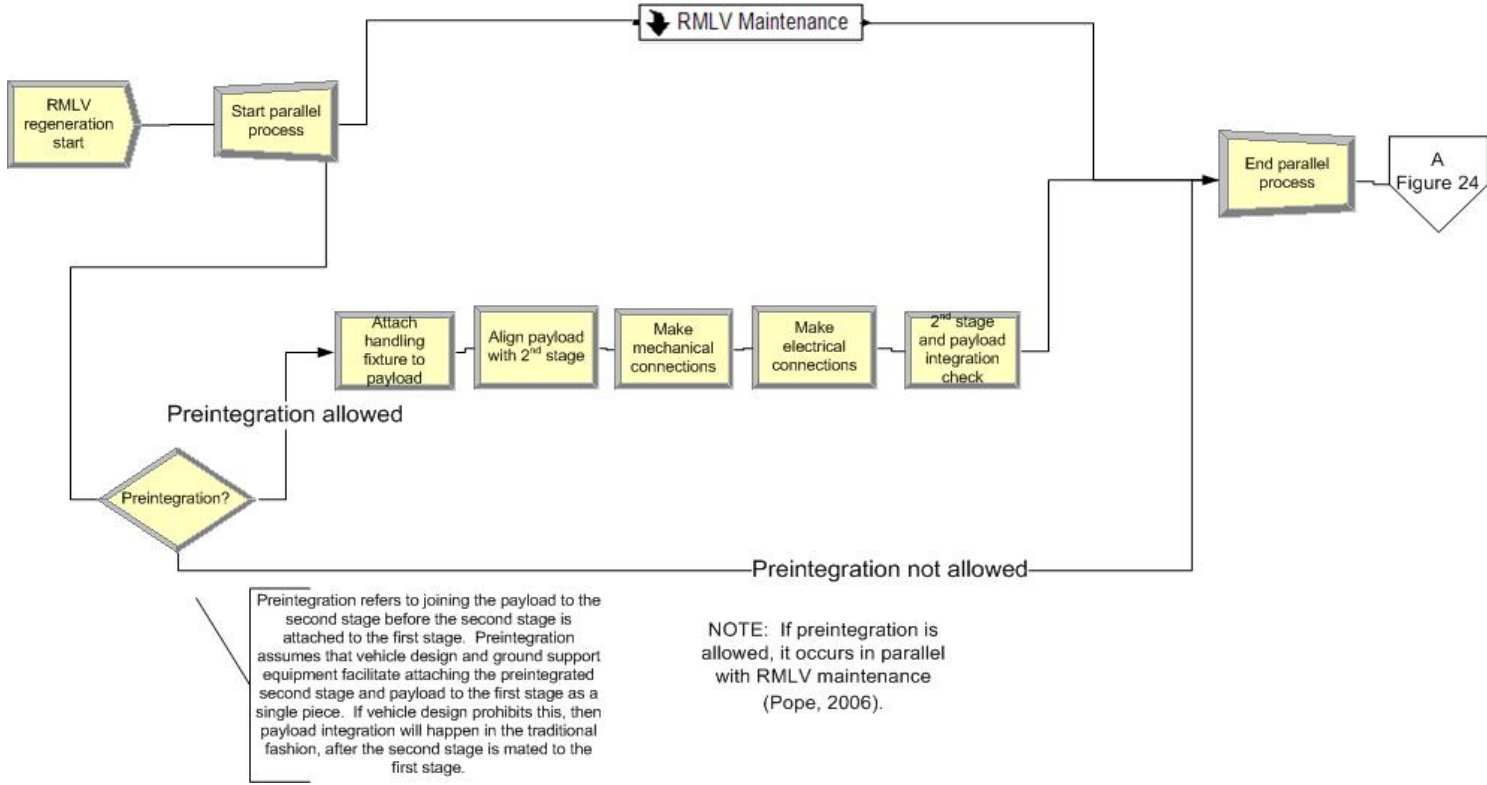 RMLV Maintenance
RMLV
regeneration
start
Start parallel
process
End parallel
process
A
Figure 24
Attach
handling
fixture to
payload
Align payload
with 2nd stage
Make
mechanical
connections
Make
electrical
connections
2nd stage
and payload
integration
check
Preintegration allowed
Preintegration?
Preintegration not allowed
Preintegration refers to joining the payload to the
second stage before the second stage is
attached to the first stage. Preintegration
assumes that vehicle design and ground support
equipment facilitate attaching the preintegrated
second stage and payload to the first stage as a
single piece. If vehicle design prohibits this, then
payload integration will happen in the traditional
fashion, after the second stage is mated to the
first stage.
NOTE: If preintegration is
allowed, it occurs in parallel
with RMLV maintenance
(Pope, 2006).